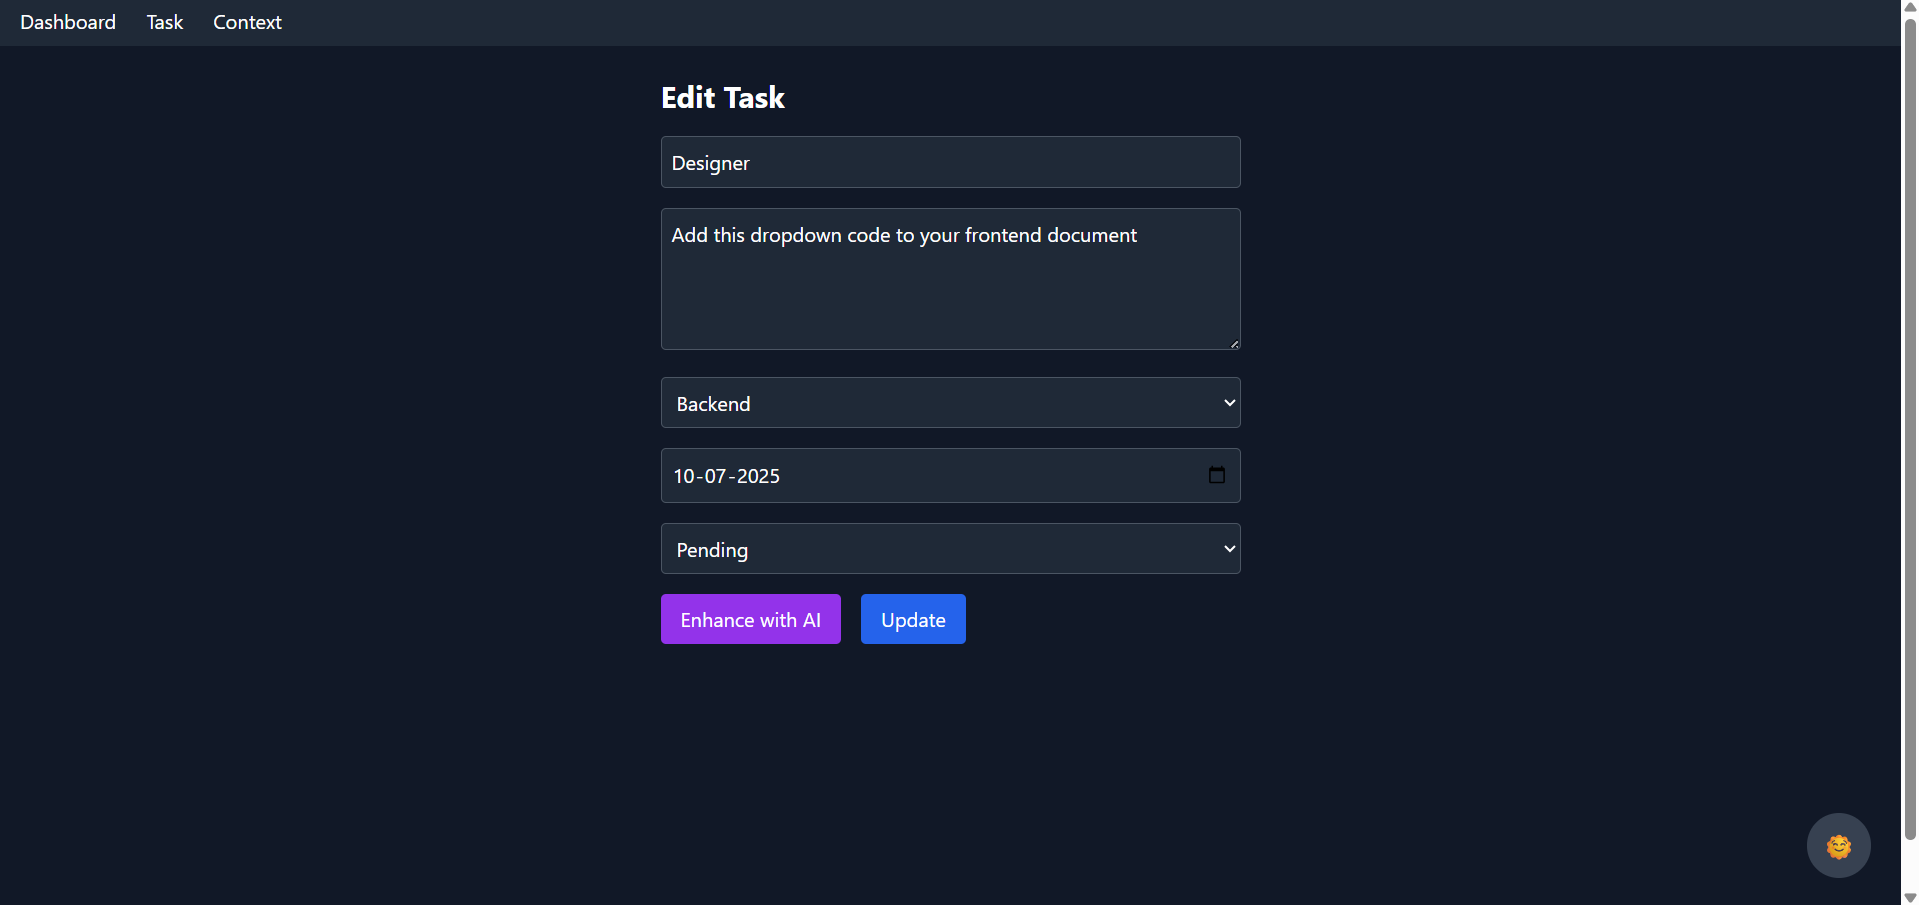 Dashboard Task Context
Edit Task
Designer
Add this dropdown code to your frontend document
Backend
10-07-2025
Pending
Enhance with AI Update